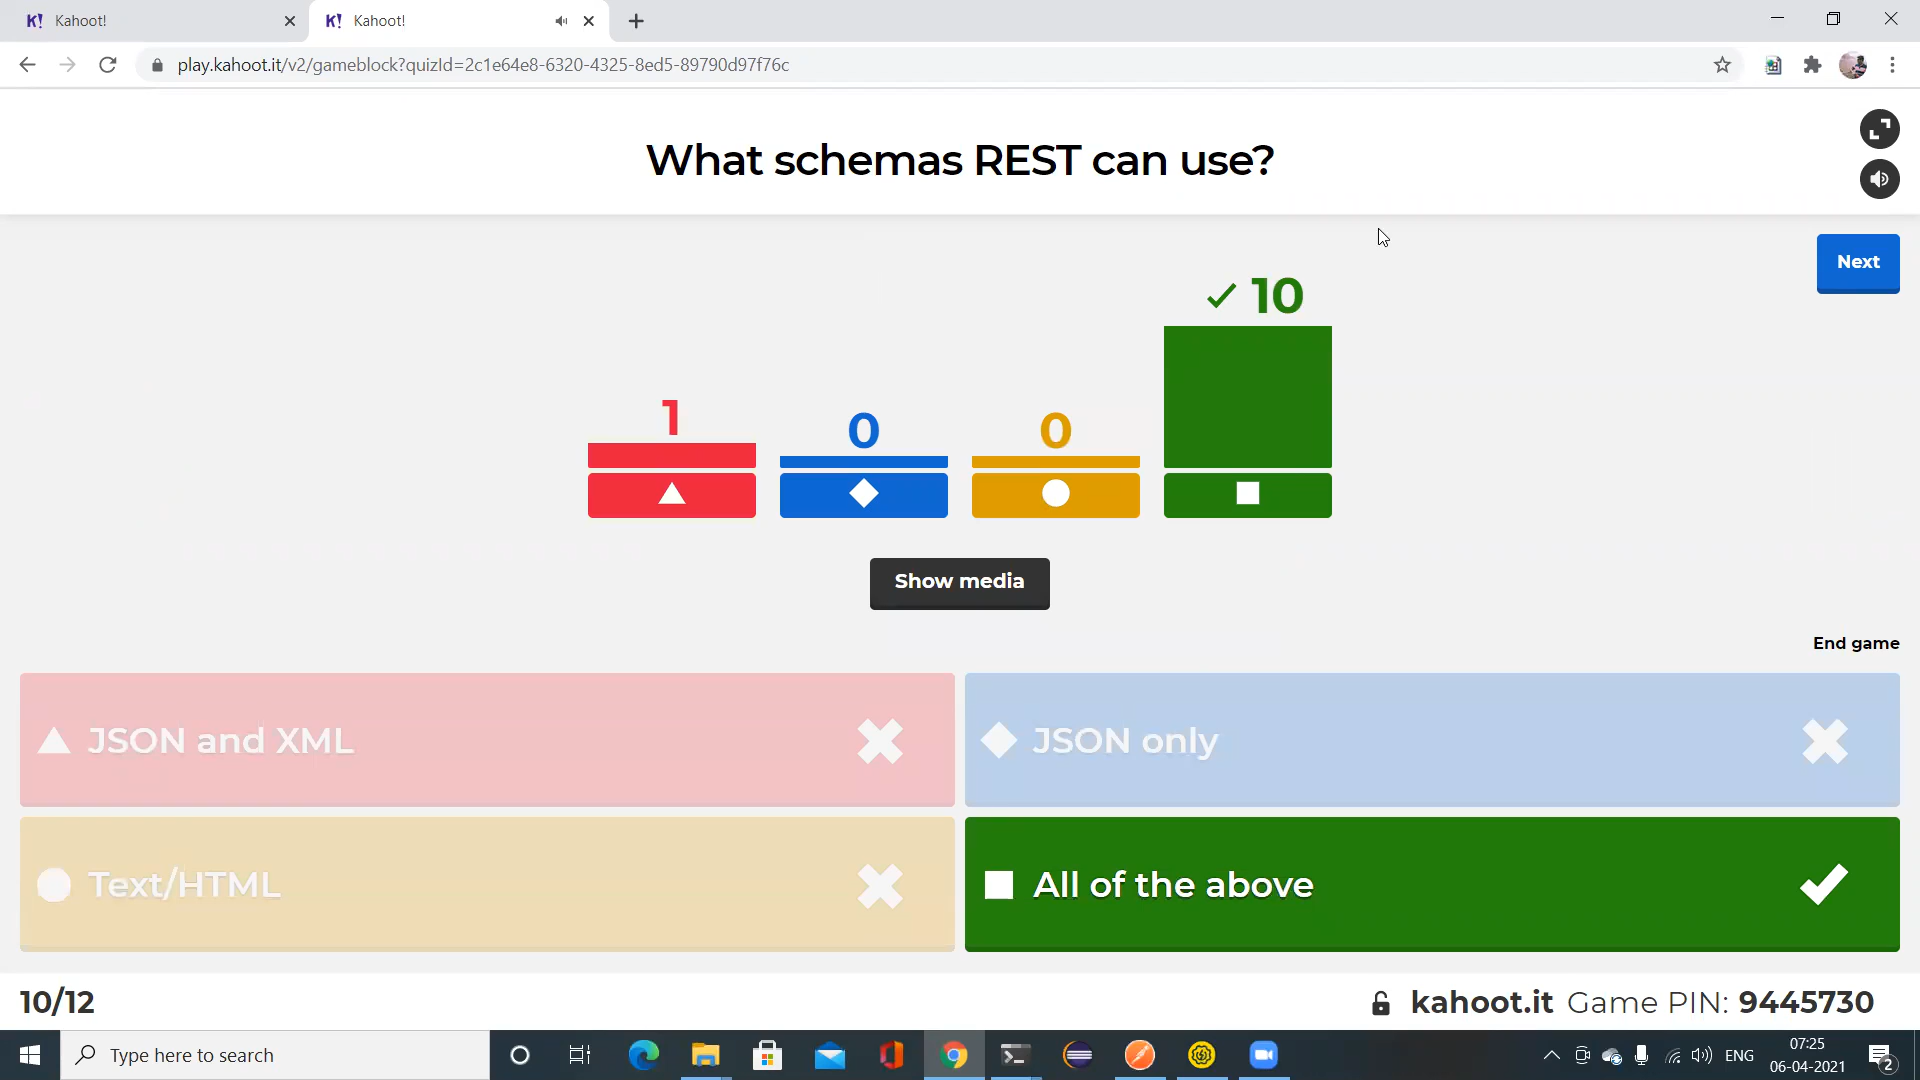 K! Kahoot!
K! Kahoot!
play.kahoot.it/v2/gameblock?quizId=2c1e64e8-6320-4325-8ed5-89790d97f76c
What schemas REST can use?
Next
10
1
0
0
Show media
End game
JSON and XML
JSON only
Text/HTML
All of the above
10/12
kahoot.it Game PIN: 9445730
Type here to search
ENG
07:25
06-04-2021
2